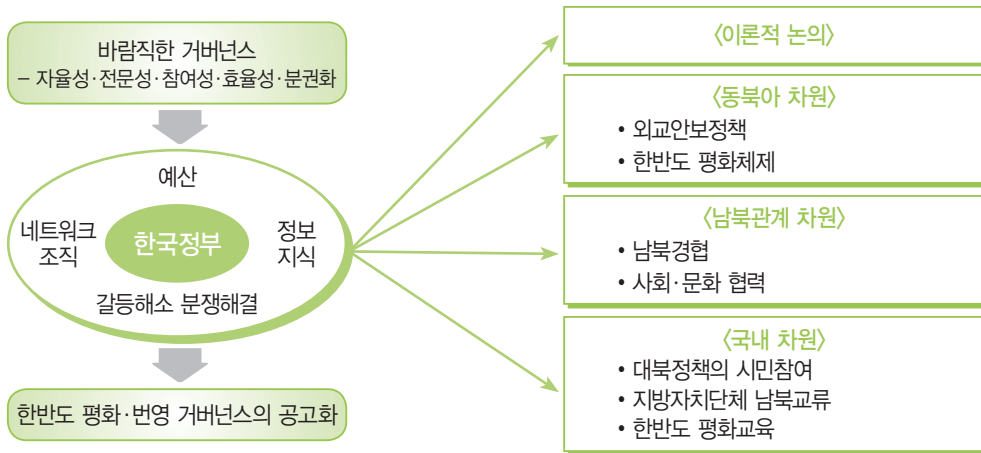 바람직한 거버넌스
– 자율성·전문성·참여성·효율성·분권화
예산
네트워크
조직
한국정부
정보
지식
갈등해소 분쟁해결
한반도 평화·번영 거버넌스의 공고화
〈이론적 논의〉
〈동북아 차원〉
• 외교안보정책
• 한반도 평화체제
〈남북관계 차원〉
• 남북경협
• 사회·문화 협력
〈국내 차원〉
• 대북정책의 시민참여
• 지방자치단체 남북교류
• 한반도 평화교육